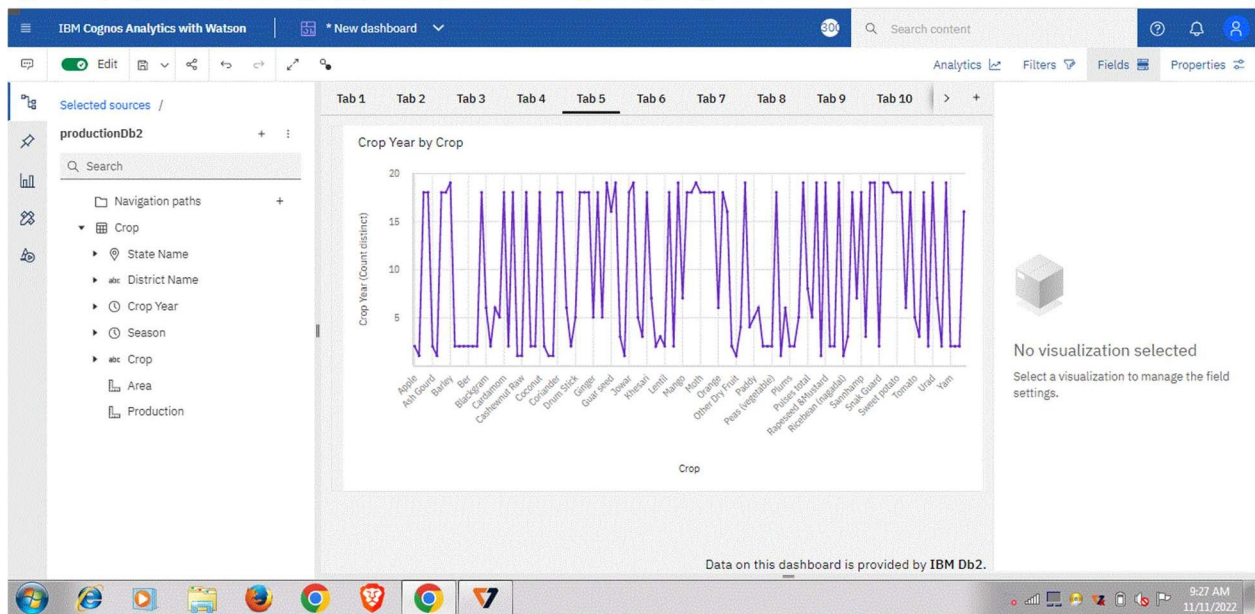 IBM Cognos Analytics with Watson
* New dashboard
30
Search content
Edit
Analytics
Filters
Fields
Properties
Selected sources /
productionDb2
Search
Navigation paths
Crop
State Name
abc District Name
Crop Year
Season
abc Crop
Area
Production
Tab 1 Tab 2 Tab 3 Tab 4 Tab 5 Tab 6 Tab 7 Tab 8 Tab 9 Tab 10
Crop Year by Crop
Crop Year (Count distinct)
20
15
10
5
Apple
Ash Gourd
Barley
Ber
Blackgram
Cardamom
Cashewnut Raw
Coconut
Coriander
Drum Stick
Ginger
Guar seed
Jowar
Khesari
Lentil
Mango
Moth
Orange
Other Dry Fruit
Paddy
Peas (vegetable)
Plums
Pulses total
Rapeseed &Mustard
Ricebean (nagadal)
Sannhamp
Snak Guard
Sweet potato
Tomato
Urad
Yam
Crop
No visualization selected
Select a visualization to manage the field
settings.
Data on this dashboard is provided by IBM Db2.
9:27 AM
11/11/2022